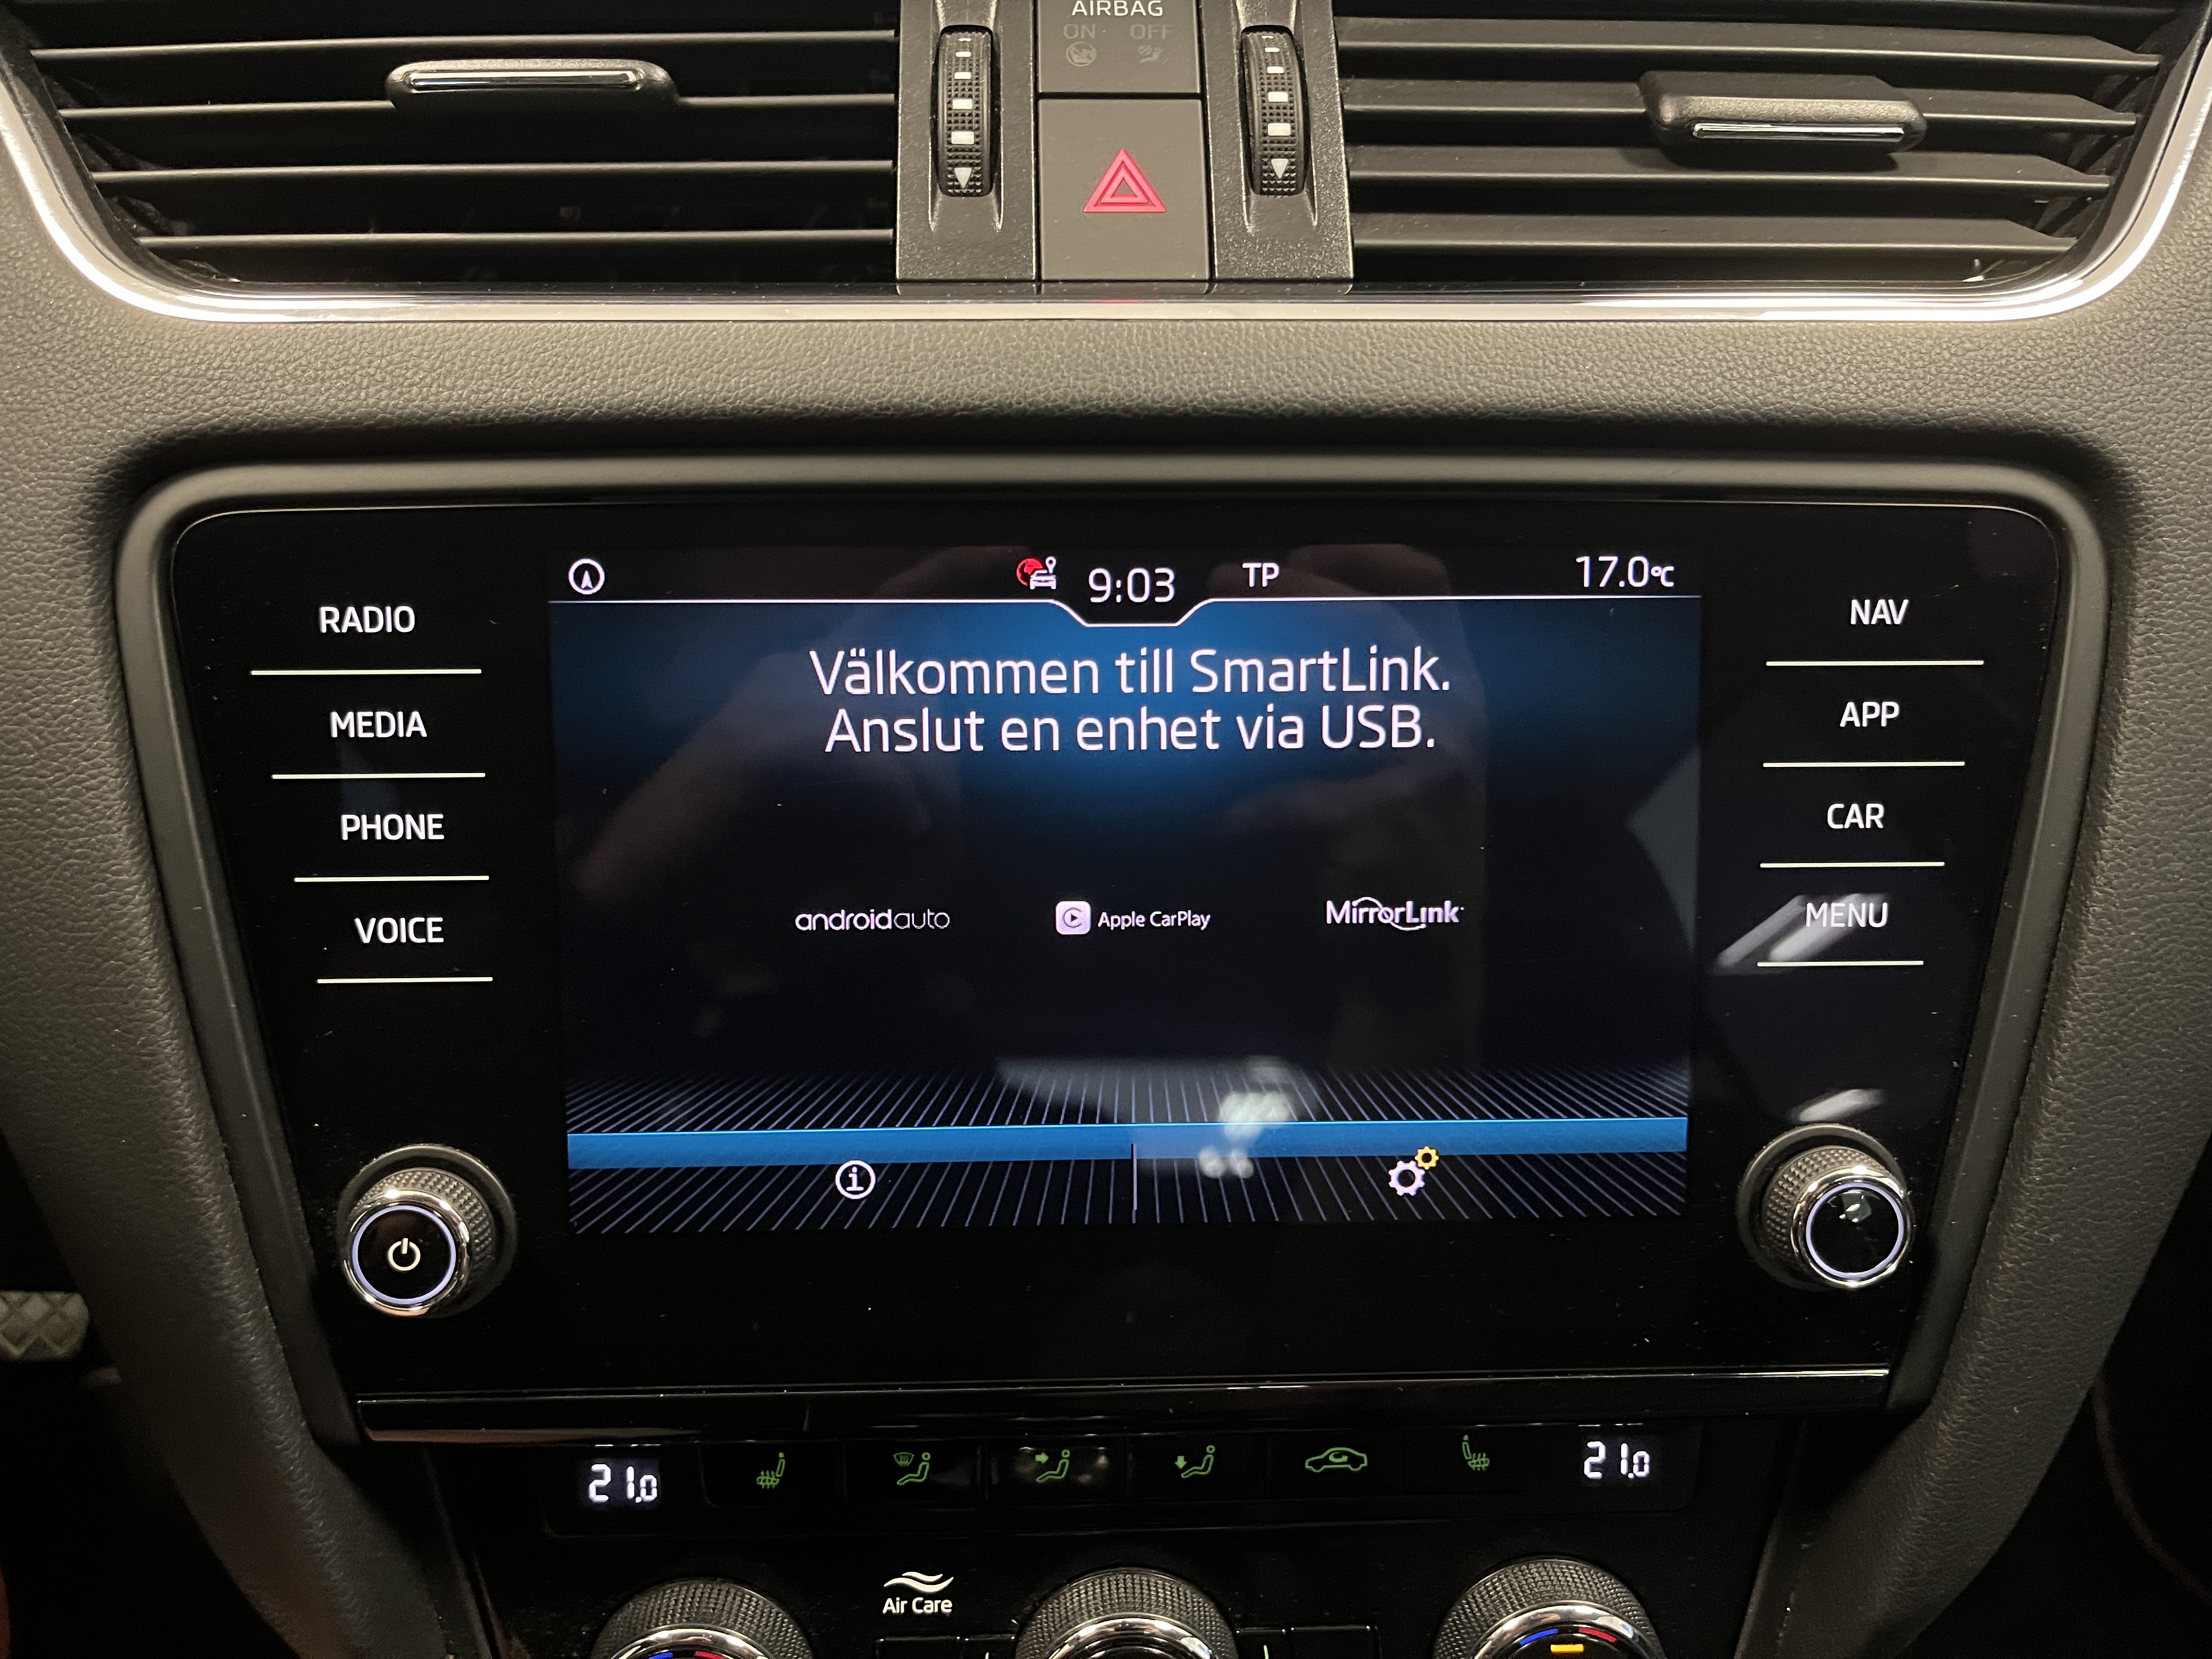 AIRBAG
ON OFF
9:03 TP 17.0°C
Välkommen till SmartLink.
Anslut en enhet via USB.
RADIO
MEDIA
PHONE
VOICE
NAV
APP
CAR
MENU
androidauto Apple CarPlay MirrorLink
21.0 21.0
Air Care